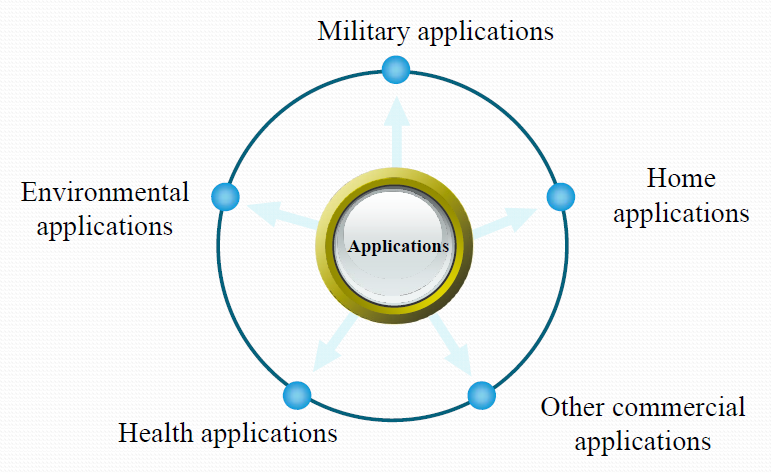 Military applications
Environmental
applications
Home
applications
Applications
Health applications
Other commercial
applications